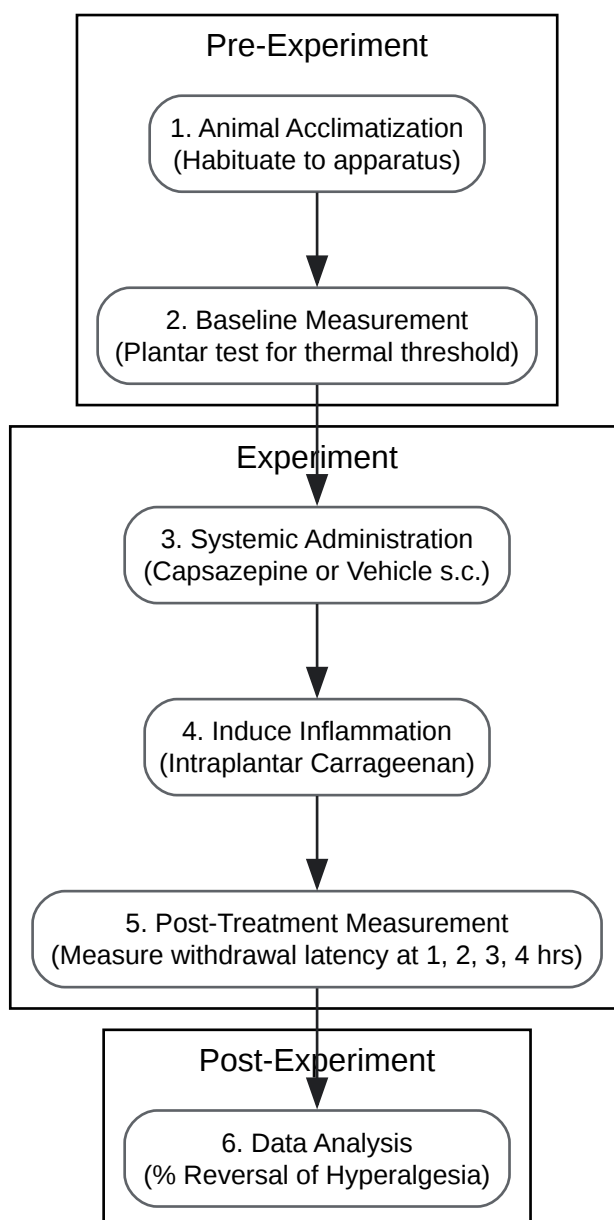 Pre-Experiment
1. Animal Acclimatization
(Habituate to apparatus)
2. Baseline Measurement
(Plantar test for thermal threshold)
Experiment
3. Systemic Administration
(Capsazepine or Vehicle s.c.)
4. Induce Inflammation
(Intraplantar Carrageenan)
5. Post-Treatment Measurement
(Measure withdrawal latency at 1, 2, 3, 4 hrs)
Post-Experiment
6. Data Analysis
(% Reversal of Hyperalgesia)